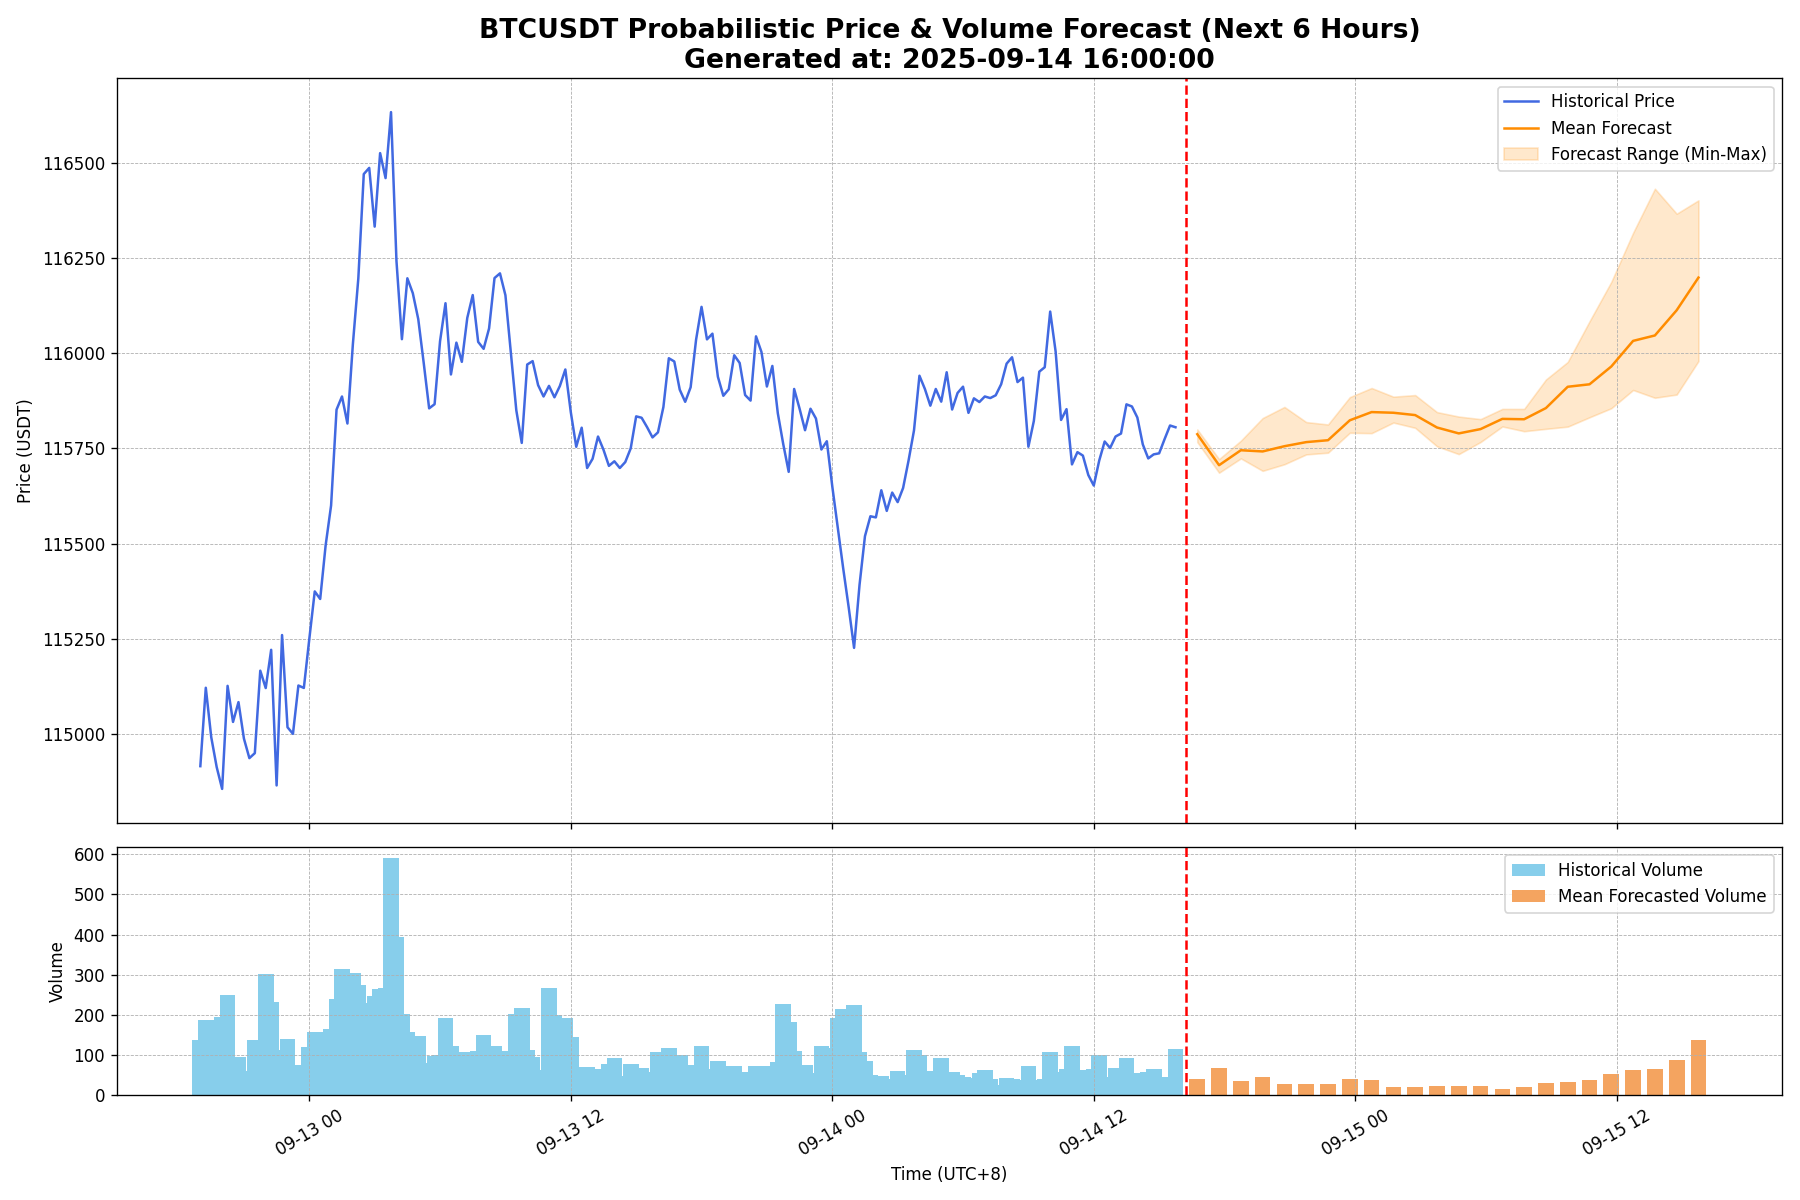 BTCUSDT Probabilistic Price & Volume Forecast (Next 6 Hours)
Generated at: 2025-09-14 16:00:00
Historical Price
Mean Forecast
Forecast Range (Min-Max)
116500
116250
116000
115750
115500
115250
115000
Price (USDT)
Historical Volume
Mean Forecasted Volume
600
500
400
300
200
100
0
Volume
09-13 00
09-13 12
09-14 00
09-14 12
09-15 00
09-15 12
Time (UTC+8)